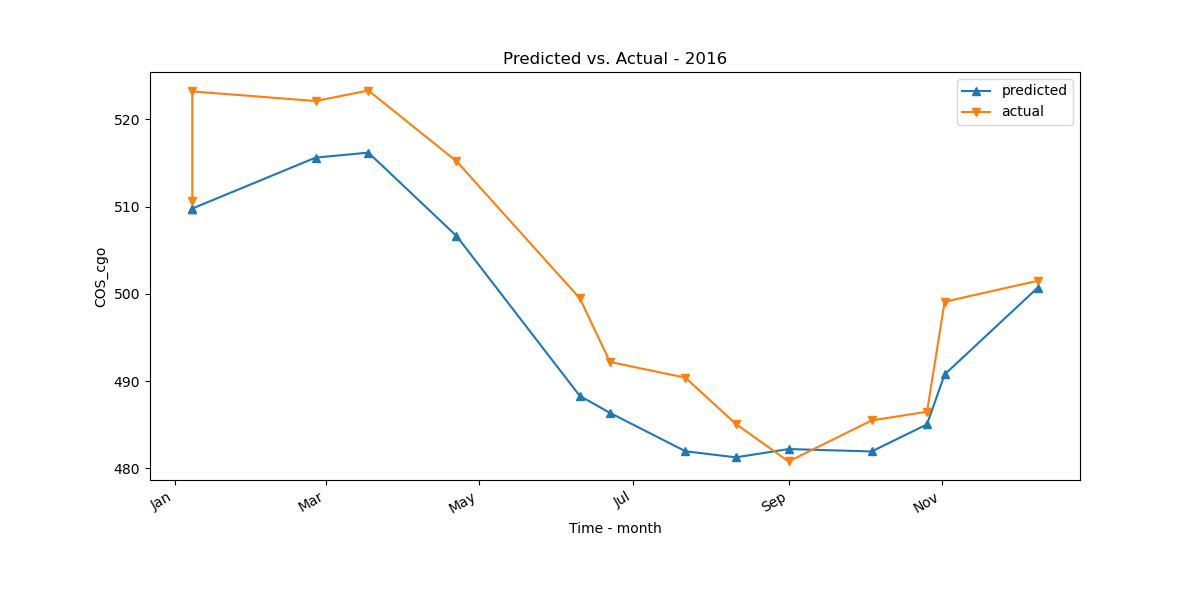 Predicted vs. Actual - 2016
predicted
actual
COS_cgo
520
510
500
490
480
Jan
Mar
May
Jul
Sep
Nov
Time - month